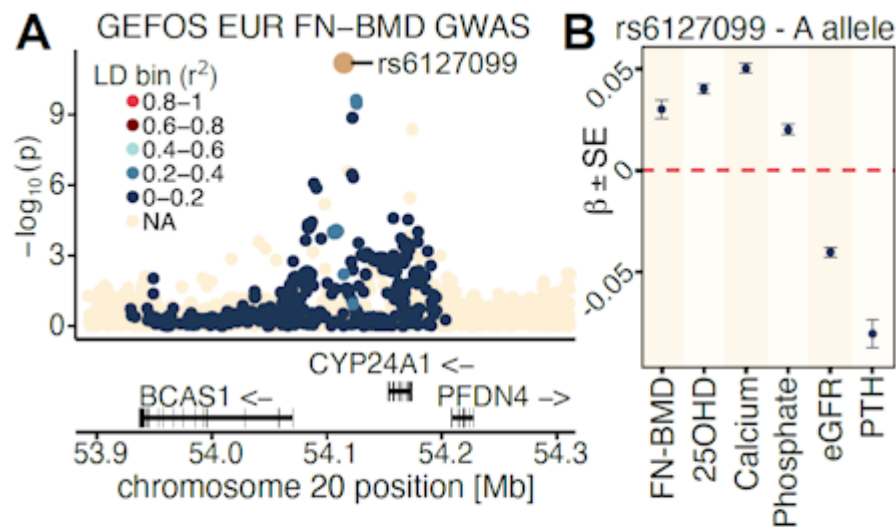 A
GEFOS EUR FN-BMD GWAS
LD bin (r²)
0.8-1
0.6-0.8
0.4-0.6
0.2-0.4
0-0.2
NA
rs6127099
-log₁₀(p)
9
6
3
0
CYP24A1 <-
BCAS1 <-
PFDN4 ->
53.9 54.0 54.1 54.2 54.3
chromosome 20 position [Mb]
B
rs6127099 - A allele
β ± SE
0.05
0
-0.05
FN-BMD
25OHD
Calcium
Phosphate
eGFR
PTH